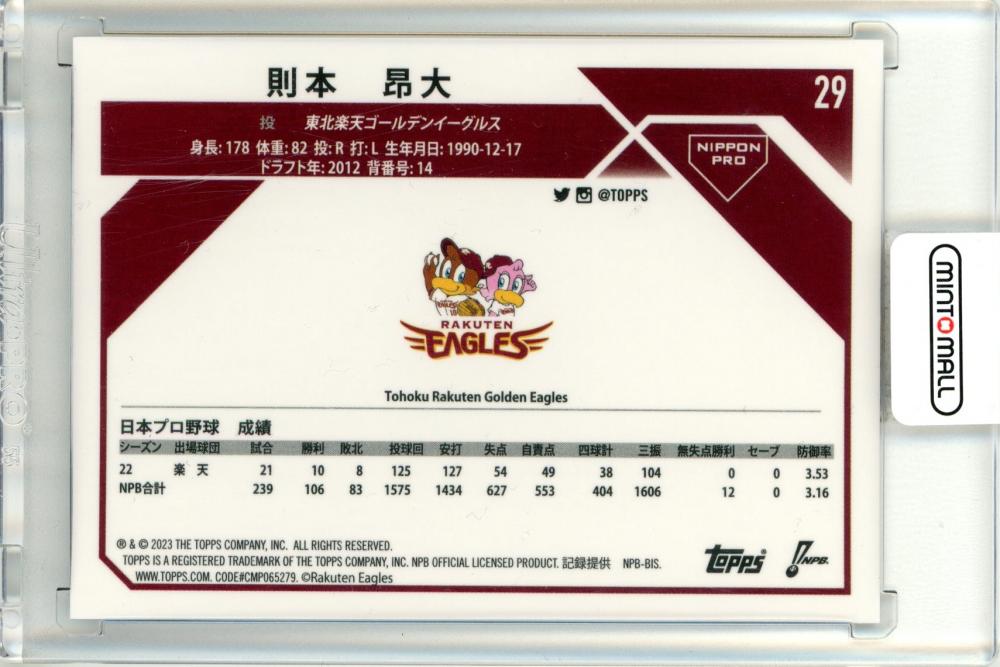 則本 昂大
29
投 東北楽天ゴールデンイーグルス
身長: 178 体重: 82 投: R 打: L 生年月日: 1990-12-17
ドラフト年: 2012 背番号: 14
NIPPON
PRO
@TOPPS
RAKUTEN
EAGLES
Tohoku Rakuten Golden Eagles
日本プロ野球 成績
シーズン 出場球団 試合 勝利 敗北 投球回 安打 失点 自責点 四球計 三振 無失点勝利 セーブ 防御率
22 楽天 21 10 8 125 127 54 49 38 104 0 0 3.53
NPB合計 239 106 83 1575 1434 627 553 404 1606 12 0 3.16
® & © 2023 THE TOPPS COMPANY, INC. ALL RIGHTS RESERVED.
TOPPS IS A REGISTERED TRADEMARK OF THE TOPPS COMPANY, INC. NPB OFFICIAL LICENSED PRODUCT. 記録提供 NPB-BIS.
WWW.TOPPS.COM. CODE#CMP065279. ©Rakuten Eagles
Topps®
NPB.
MINT MALL